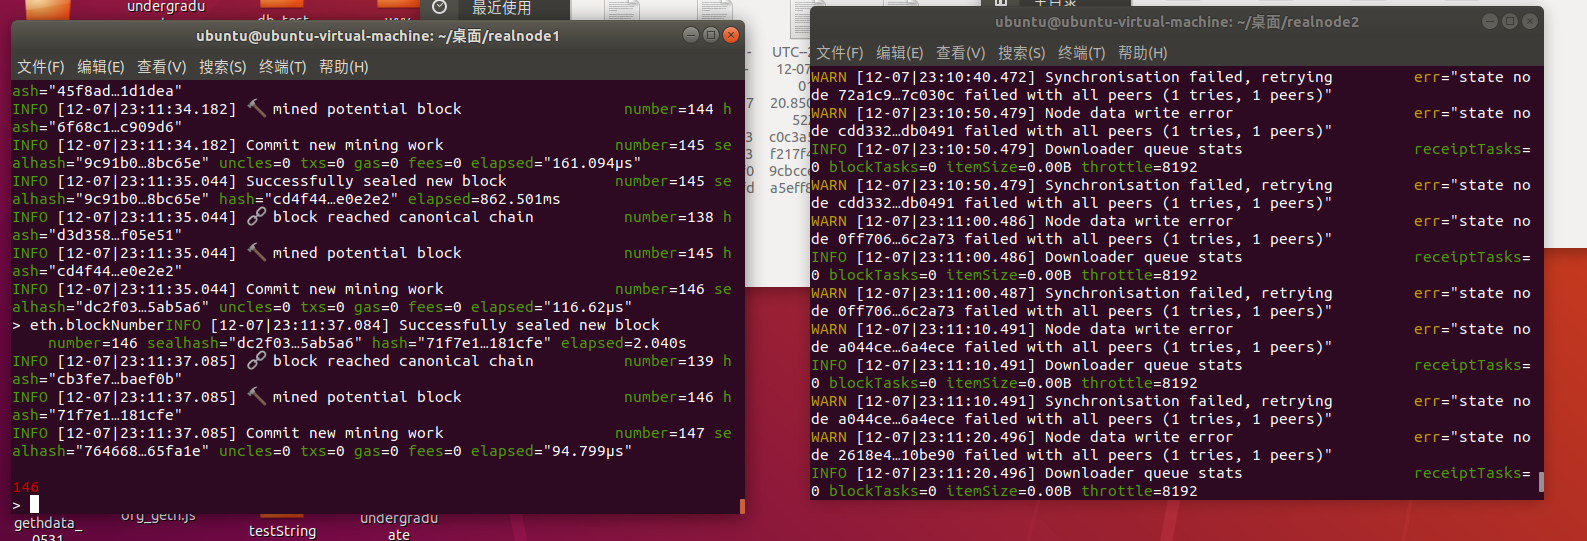 undergradu
db_test
最近使用
ubuntu@ubuntu-virtual-machine: ~/桌面/realnode1
文件(F) 编辑(E) 查看(V) 搜索(S) 终端(T) 帮助(H)
ash="45f8ad…1d1dea"
INFO [12-07|23:11:34.182] 🔨 mined potential block number=144 h
ash="6f68c1…c909d6"
INFO [12-07|23:11:34.182] Commit new mining work number=145 se
alhash="9c91b0…8bc65e" uncles=0 txs=0 gas=0 fees=0 elapsed="161.094µs"
INFO [12-07|23:11:35.044] Successfully sealed new block number=145 se
alhash="9c91b0…8bc65e" hash="cd4f44…e0e2e2" elapsed=862.501ms
INFO [12-07|23:11:35.044] 🔗 block reached canonical chain number=138 h
ash="d3d358…f05e51"
INFO [12-07|23:11:35.044] 🔨 mined potential block number=145 h
ash="cd4f44…e0e2e2"
INFO [12-07|23:11:35.044] Commit new mining work number=146 se
alhash="dc2f03…5ab5a6" uncles=0 txs=0 gas=0 fees=0 elapsed="116.62µs"
> eth.blockNumberINFO [12-07|23:11:37.084] Successfully sealed new block
number=146 sealhash="dc2f03…5ab5a6" hash="71f7e1…181cfe" elapsed=2.040s
INFO [12-07|23:11:37.085] 🔗 block reached canonical chain number=139 h
ash="cb3fe7…baef0b"
INFO [12-07|23:11:37.085] 🔨 mined potential block number=146 h
ash="71f7e1…181cfe"
INFO [12-07|23:11:37.085] Commit new mining work number=147 se
alhash="764668…65fa1e" uncles=0 txs=0 gas=0 fees=0 elapsed="94.799µs"
146
>
gethdata_
0531
org_geth.js
testString
undergradu
ate
UTC--2
12-07
01
20.850
523
c0c3a5
f217f4
9cbcce
a5eff8
ubuntu@ubuntu-virtual-machine: ~/桌面/realnode2
文件(F) 编辑(E) 查看(V) 搜索(S) 终端(T) 帮助(H)
WARN [12-07|23:10:40.472] Synchronisation failed, retrying err="state no
de 72a1c9…7c030c failed with all peers (1 tries, 1 peers)"
WARN [12-07|23:10:50.479] Node data write error err="state no
de cdd332…db0491 failed with all peers (1 tries, 1 peers)"
INFO [12-07|23:10:50.479] Downloader queue stats receiptTasks=
0 blockTasks=0 itemSize=0.00B throttle=8192
WARN [12-07|23:10:50.479] Synchronisation failed, retrying err="state no
de cdd332…db0491 failed with all peers (1 tries, 1 peers)"
WARN [12-07|23:11:00.486] Node data write error err="state no
de 0ff706…6c2a73 failed with all peers (1 tries, 1 peers)"
INFO [12-07|23:11:00.486] Downloader queue stats receiptTasks=
0 blockTasks=0 itemSize=0.00B throttle=8192
WARN [12-07|23:11:00.487] Synchronisation failed, retrying err="state no
de 0ff706…6c2a73 failed with all peers (1 tries, 1 peers)"
WARN [12-07|23:11:10.491] Node data write error err="state no
de a044ce…6a4ece failed with all peers (1 tries, 1 peers)"
INFO [12-07|23:11:10.491] Downloader queue stats receiptTasks=
0 blockTasks=0 itemSize=0.00B throttle=8192
WARN [12-07|23:11:10.491] Synchronisation failed, retrying err="state no
de a044ce…6a4ece failed with all peers (1 tries, 1 peers)"
WARN [12-07|23:11:20.496] Node data write error err="state no
de 2618e4…10be90 failed with all peers (1 tries, 1 peers)"
INFO [12-07|23:11:20.496] Downloader queue stats receiptTasks=
0 blockTasks=0 itemSize=0.00B throttle=8192